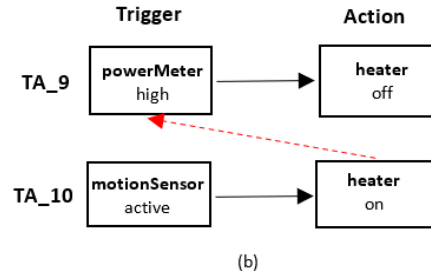 Trigger Action
TA_9
powerMeter
high
heater
off
TA_10
motionSensor
active
heater
on
(b)